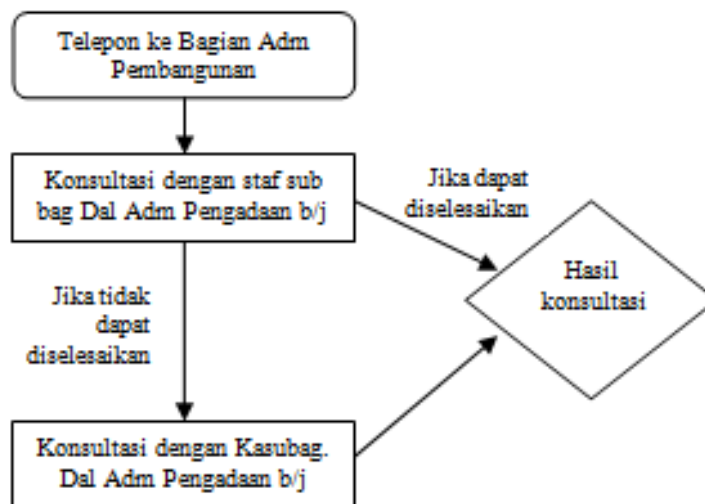 Telepon ke Bagian Adm
Pembangunan
Konsultasi dengan staf sub
bag Dal Adm Pengadaan b/j
Jika dapat
diselesaikan
Hasil
konsultasi
Jika tidak
dapat
diselesaikan
Konsultasi dengan Kasubag.
Dal Adm Pengadaan b/j